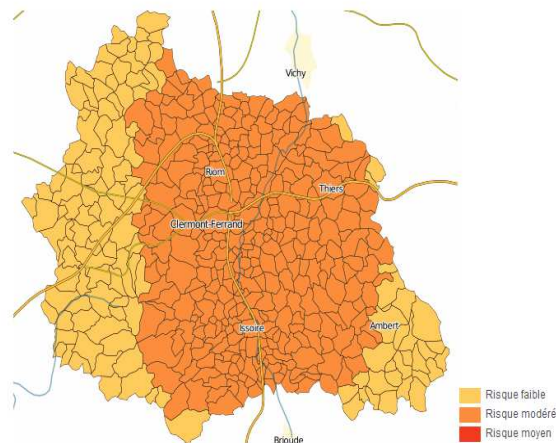 Vichy
Riom
Thiers
Clermont-Ferrand
Issoire
Ambert
Brioude
Risque faible
Risque modéré
Risque moyen